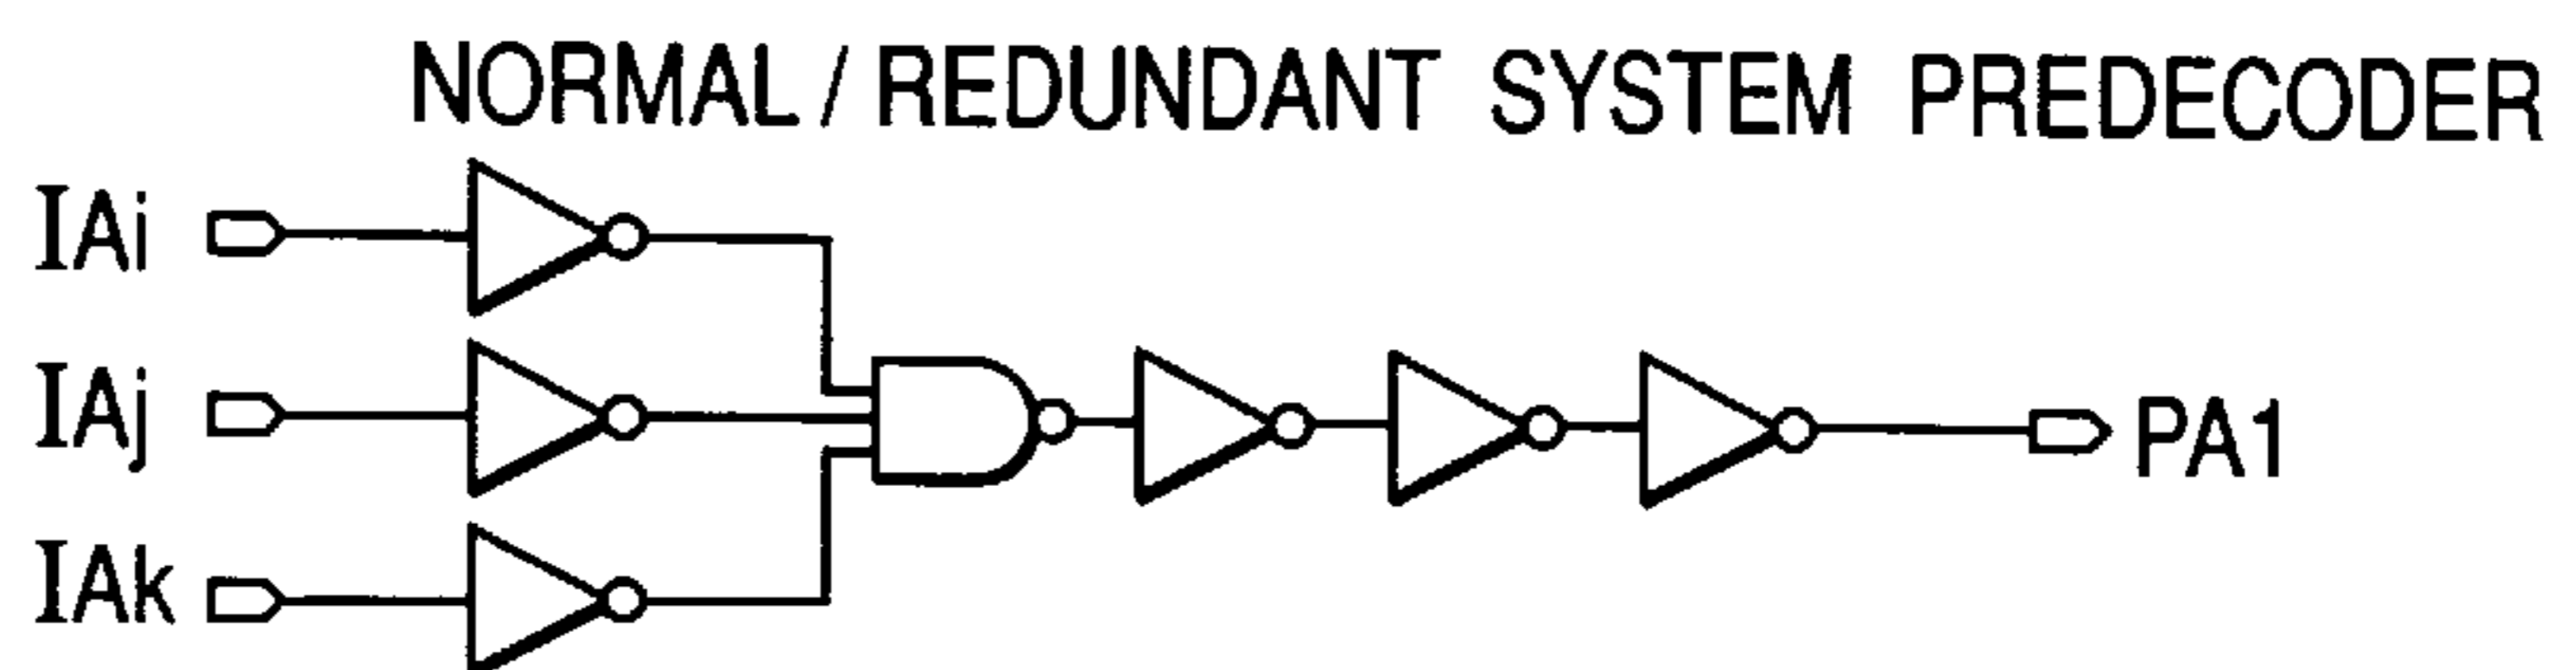 NORMAL / REDUNDANT SYSTEM PREDECODER
IAi
IAj
PA1
IAk